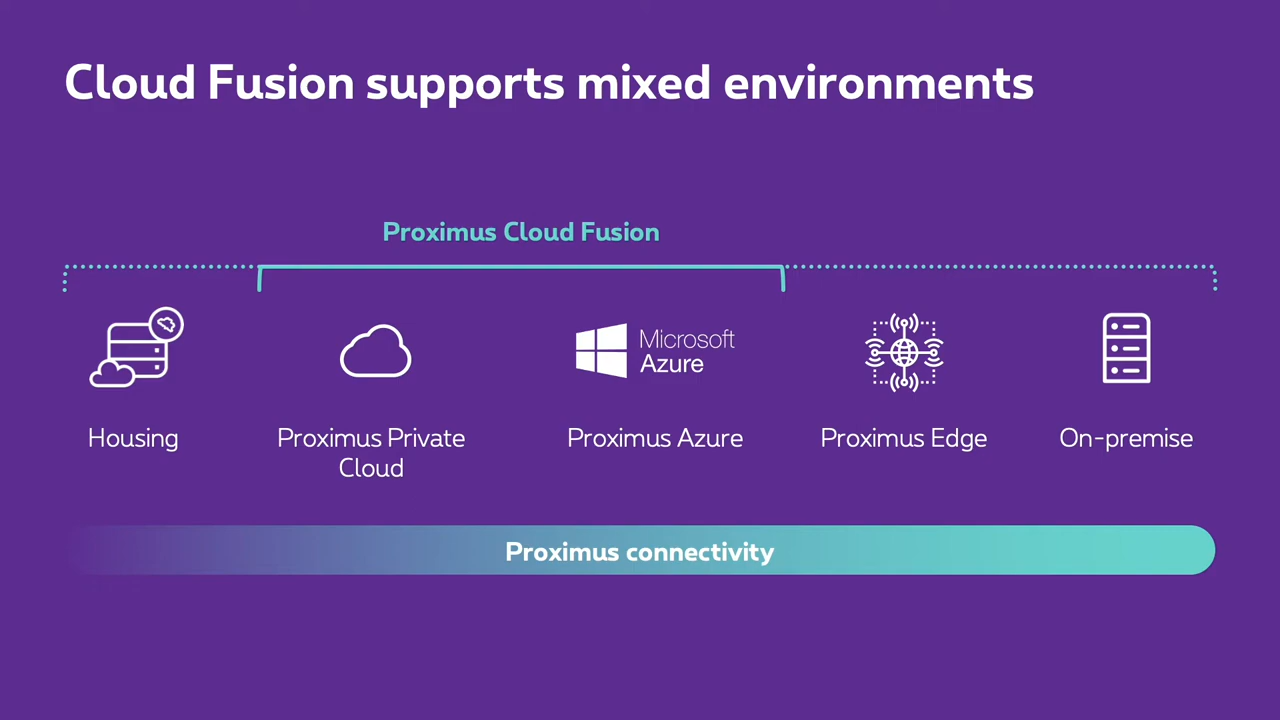 Cloud Fusion supports mixed environments
Proximus Cloud Fusion
Microsoft
Azure
Housing
Proximus Private
Cloud
Proximus Azure
Proximus Edge
On-premise
Proximus connectivity